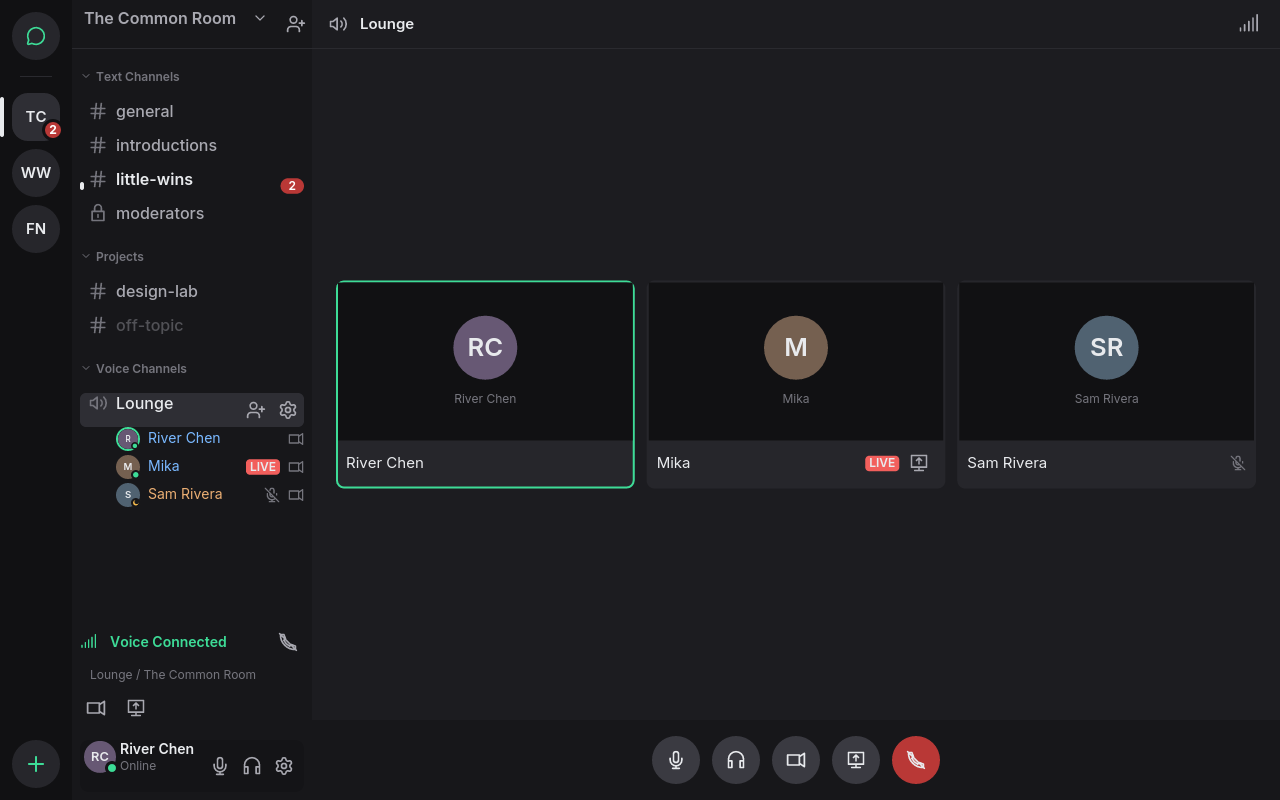 TC
2
WW
FN
The Common Room
Text Channels
general
introductions
little-wins
2
moderators
Projects
design-lab
off-topic
Voice Channels
Lounge
R
River Chen
M
Mika
LIVE
S
Sam Rivera
Voice Connected
Lounge / The Common Room
RC
River Chen
Online
Lounge
RC
River Chen
River Chen
M
Mika
Mika
LIVE
SR
Sam Rivera
Sam Rivera